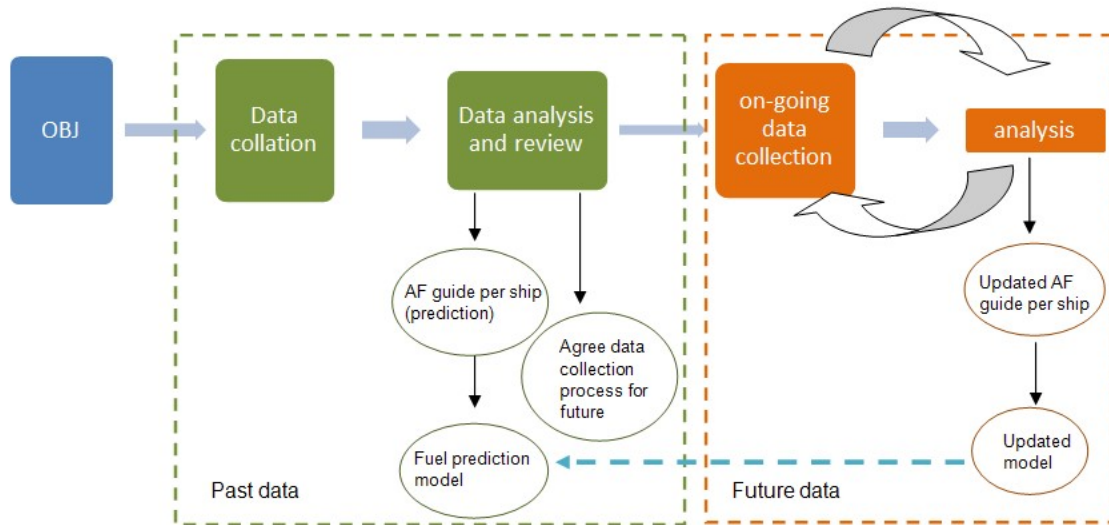 OBJ
Data
collation
Data analysis
and review
on-going
data
collection
analysis
AF guide per ship
(prediction)
Agree data
collection
process for
future
Fuel prediction
model
Updated AF
guide per ship
Updated
model
Past data
Future data